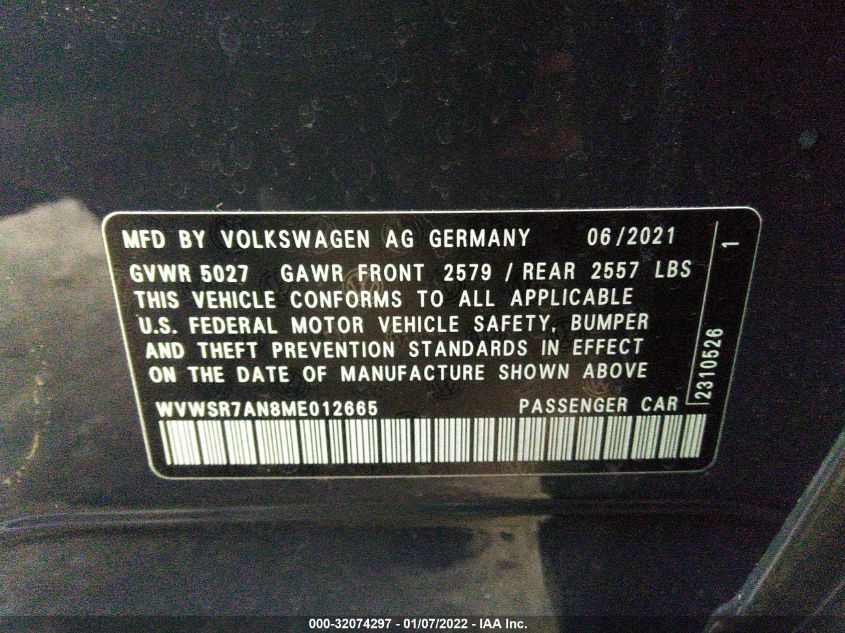 MFD BY VOLKSWAGEN AG GERMANY 06/2021
GVWR 5027 GAWR FRONT 2579 / REAR 2557 LBS
THIS VEHICLE CONFORMS TO ALL APPLICABLE
U.S. FEDERAL MOTOR VEHICLE SAFETY, BUMPER
AND THEFT PREVENTION STANDARDS IN EFFECT
ON THE DATE OF MANUFACTURE SHOWN ABOVE
WVWSR7AN8ME012665 PASSENGER CAR
2310526 1
000-32074297 - 01/07/2022 - IAA Inc.